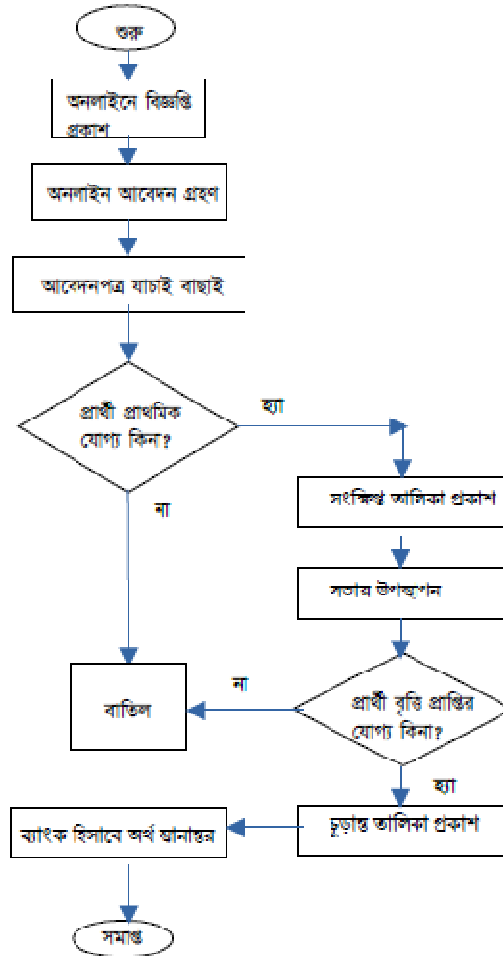 শুরু
অনলাইনে বিজ্ঞপ্তি
প্রকাশ
অনলাইন আবেদন গ্রহণ
আবেদনপত্র যাচাই বাছাই
প্রার্থী প্রাথমিক
যোগ্য কিনা?
হ্যা
না
সংক্ষিপ্ত তালিকা প্রকাশ
সভায় উপস্থাপন
প্রার্থী বৃত্তি প্রাপ্তির
যোগ্য কিনা?
না
বাতিল
হ্যা
চুড়ান্ত তালিকা প্রকাশ
ব্যাংক হিসাবে অর্থ স্থানান্তর
সমাপ্ত